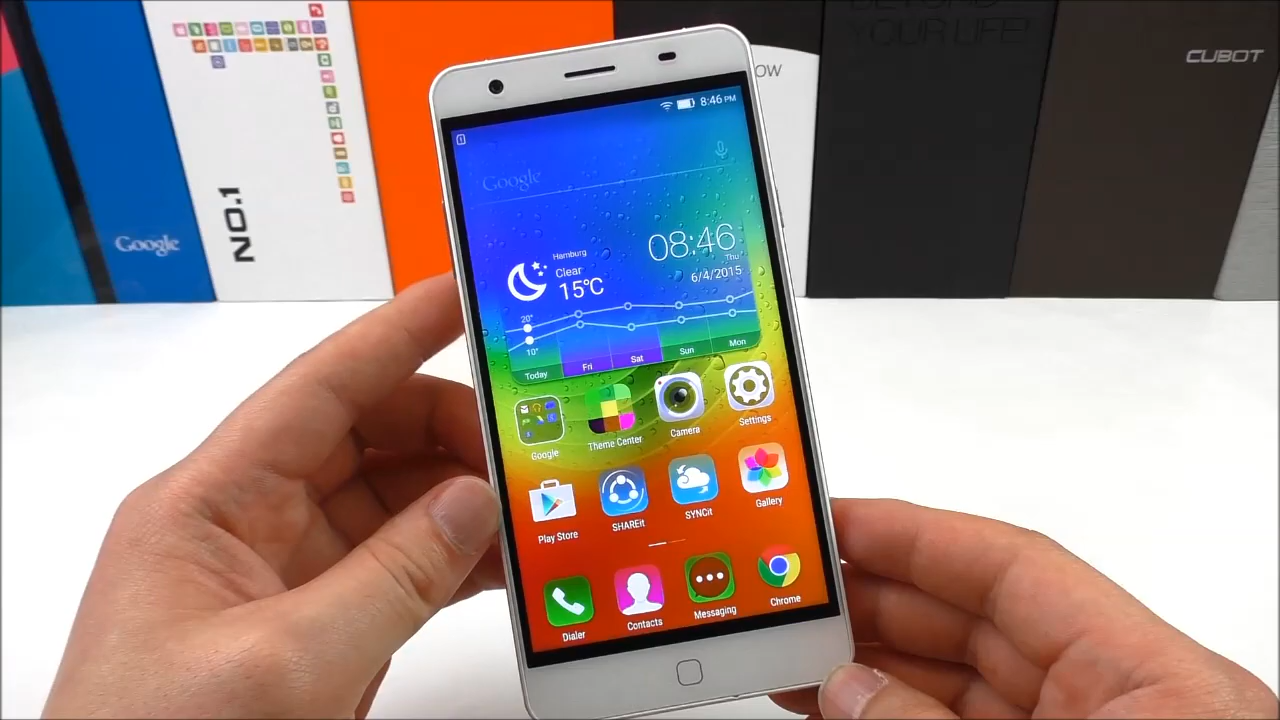 BEYOND
YOUR LIFE!
CUBOT
OW
NO.1
Google
8:46 PM
Google
Hamburg
Clear
15°C
08:46
Thu
6/4/2015
20°
10°
Today
Fri
Sat
Sun
Mon
Google
Theme Center
Camera
Settings
Play Store
SHAREit
SYNCit
Gallery
Dialer
Contacts
Messaging
Chrome